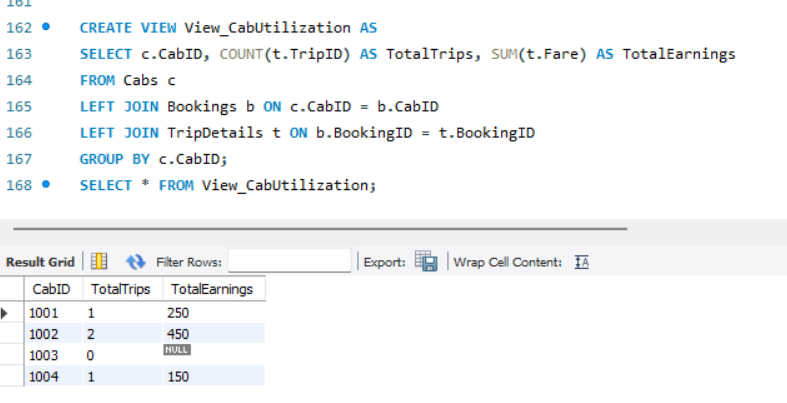 161
162 CREATE VIEW View_CabUtilization AS
163 SELECT c.CabID, COUNT(t.TripID) AS TotalTrips, SUM(t.Fare) AS TotalEarnings
164 FROM Cabs c
165 LEFT JOIN Bookings b ON c.CabID = b.CabID
166 LEFT JOIN TripDetails t ON b.BookingID = t.BookingID
167 GROUP BY c.CabID;
168 SELECT * FROM View_CabUtilization;
Result Grid Filter Rows: Export: Wrap Cell Content: IA
CabID TotalTrips TotalEarnings
1001 1 250
1002 2 450
1003 0 NULL
1004 1 150